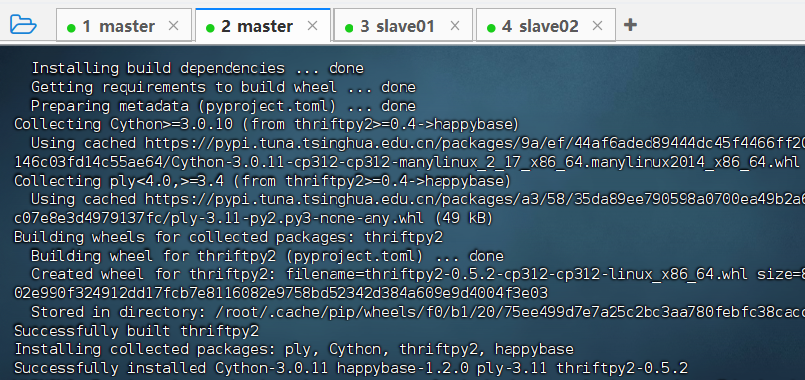 1 master × 2 master × 3 slave01 × 4 slave02 × +
Installing build dependencies ... done
Getting requirements to build wheel ... done
Preparing metadata (pyproject.toml) ... done
Collecting Cython>=3.0.10 (from thriftpy2>=0.4->happybase)
Using cached https://pypi.tuna.tsinghua.edu.cn/packages/9a/ef/44af6aded89444dc45f4466ff20
146c03fd14c55ae64/Cython-3.0.11-cp312-cp312-manylinux_2_17_x86_64.manylinux2014_x86_64.whl
Collecting ply<4.0,>=3.4 (from thriftpy2>=0.4->happybase)
Using cached https://pypi.tuna.tsinghua.edu.cn/packages/a3/58/35da89ee790598a0700ea49b2a6
c07e8e3d4979137fc/ply-3.11-py2.py3-none-any.whl (49 kB)
Building wheels for collected packages: thriftpy2
Building wheel for thriftpy2 (pyproject.toml) ... done
Created wheel for thriftpy2: filename=thriftpy2-0.5.2-cp312-cp312-linux_x86_64.whl size=8
02e990f324912dd17fcb7e8116082e9758bd52342d384a609e9d4004f3e03
Stored in directory: /root/.cache/pip/wheels/f0/b1/20/75ee499d7e7a25c2bc3aa780febfc38cacc
Successfully built thriftpy2
Installing collected packages: ply, Cython, thriftpy2, happybase
Successfully installed Cython-3.0.11 happybase-1.2.0 ply-3.11 thriftpy2-0.5.2